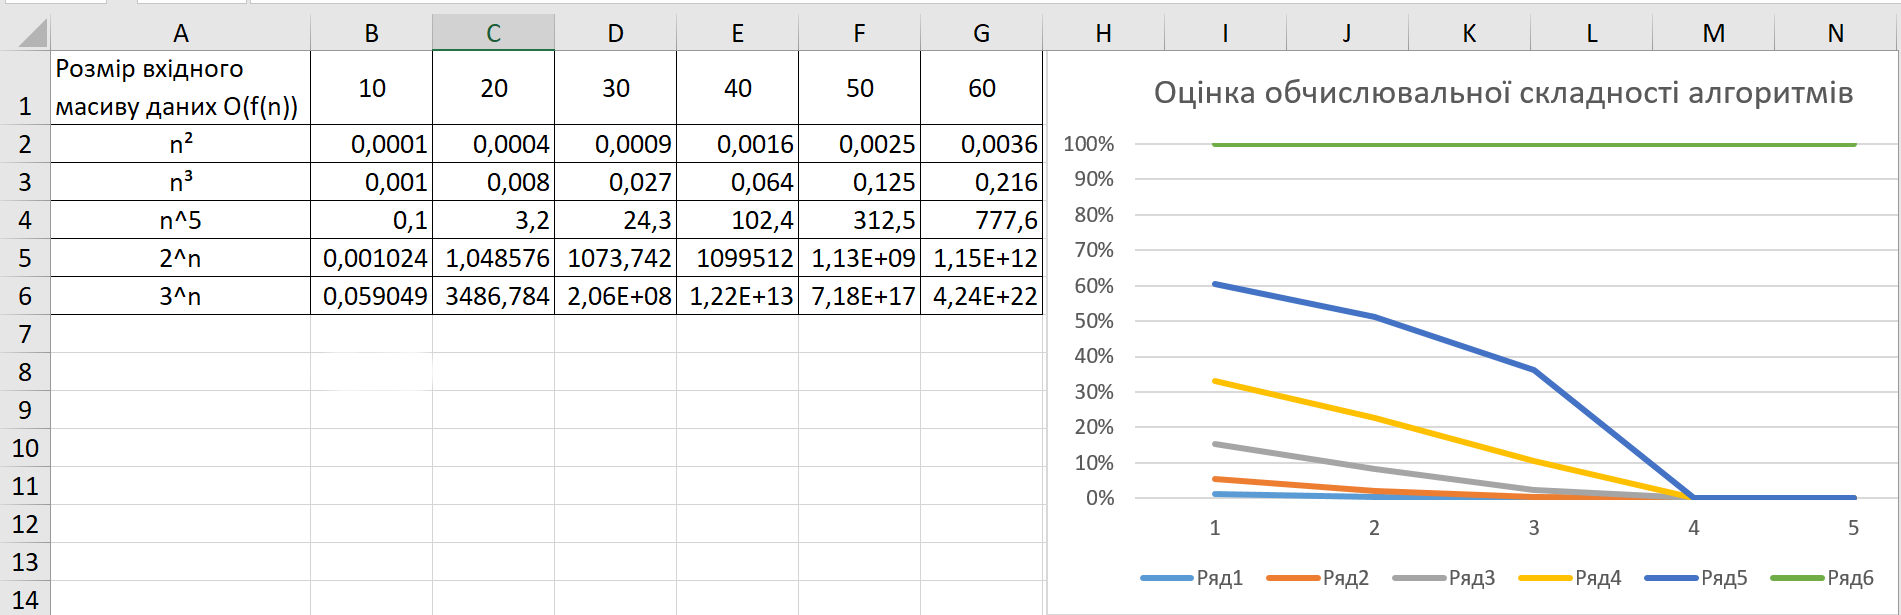 A B C D E F G H I J K L M N
1 Розмір вхідного
масиву даних O(f(n)) 10 20 30 40 50 60
2 n² 0,0001 0,0004 0,0009 0,0016 0,0025 0,0036
3 n³ 0,001 0,008 0,027 0,064 0,125 0,216
4 n^5 0,1 3,2 24,3 102,4 312,5 777,6
5 2^n 0,001024 1,048576 1073,742 1099512 1,13E+09 1,15E+12
6 3^n 0,059049 3486,784 2,06E+08 1,22E+13 7,18E+17 4,24E+22
7
8
9
10
11
12
13
14
Оцінка обчислювальної складності алгоритмів
100%
90%
80%
70%
60%
50%
40%
30%
20%
10%
0%
1 2 3 4 5
Ряд1 Ряд2 Ряд3 Ряд4 Ряд5 Ряд6